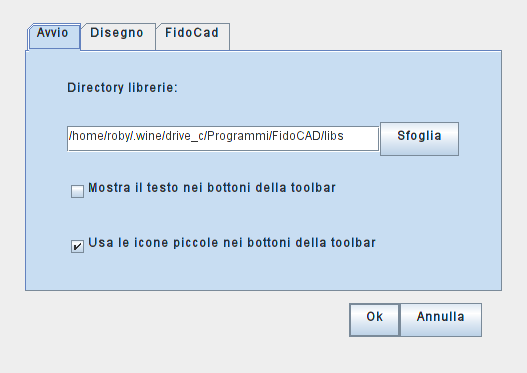 Avvio Disegno FidoCad
Directory librerie:
/home/roby/.wine/drive_c/Programmi/FidoCAD/libs Sfoglia
Mostra il testo nei bottoni della toolbar
Usa le icone piccole nei bottoni della toolbar
Ok Annulla